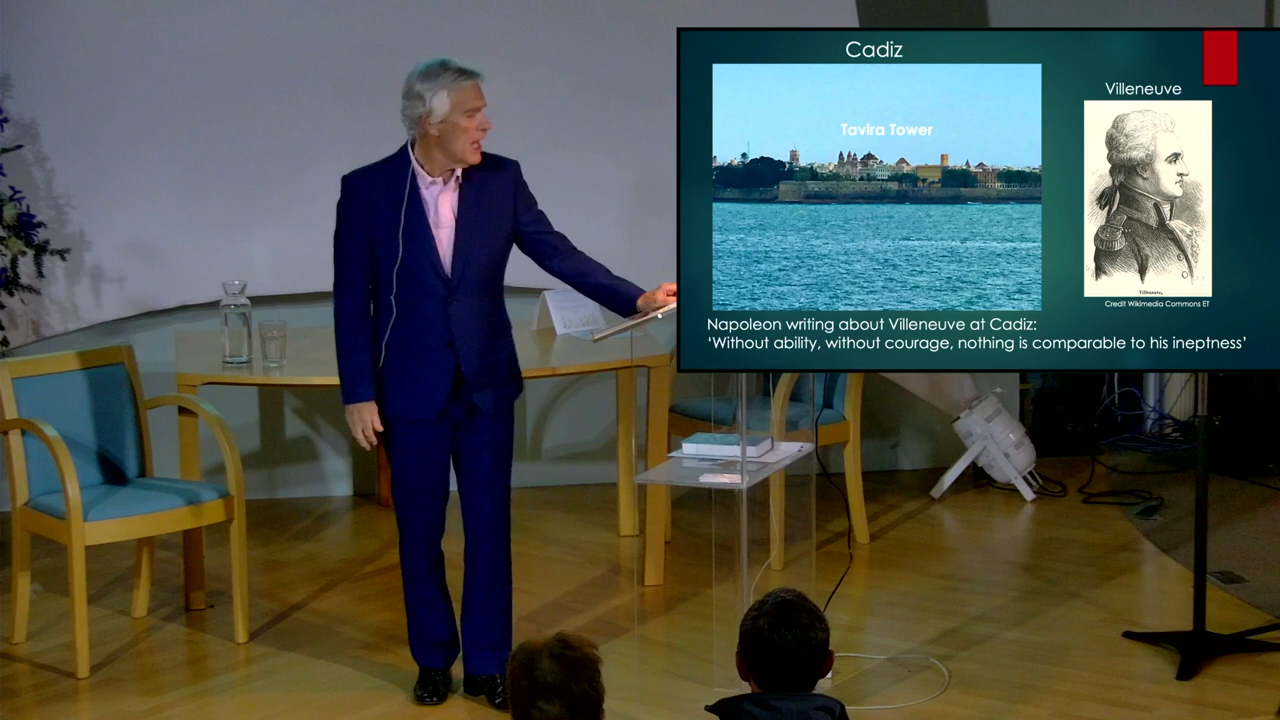 Cadiz
Tavira Tower
Villeneuve
Villeneuve,
Credit Wikimedia Commons ET
Napoleon writing about Villeneuve at Cadiz:
‘Without ability, without courage, nothing is comparable to his ineptness’